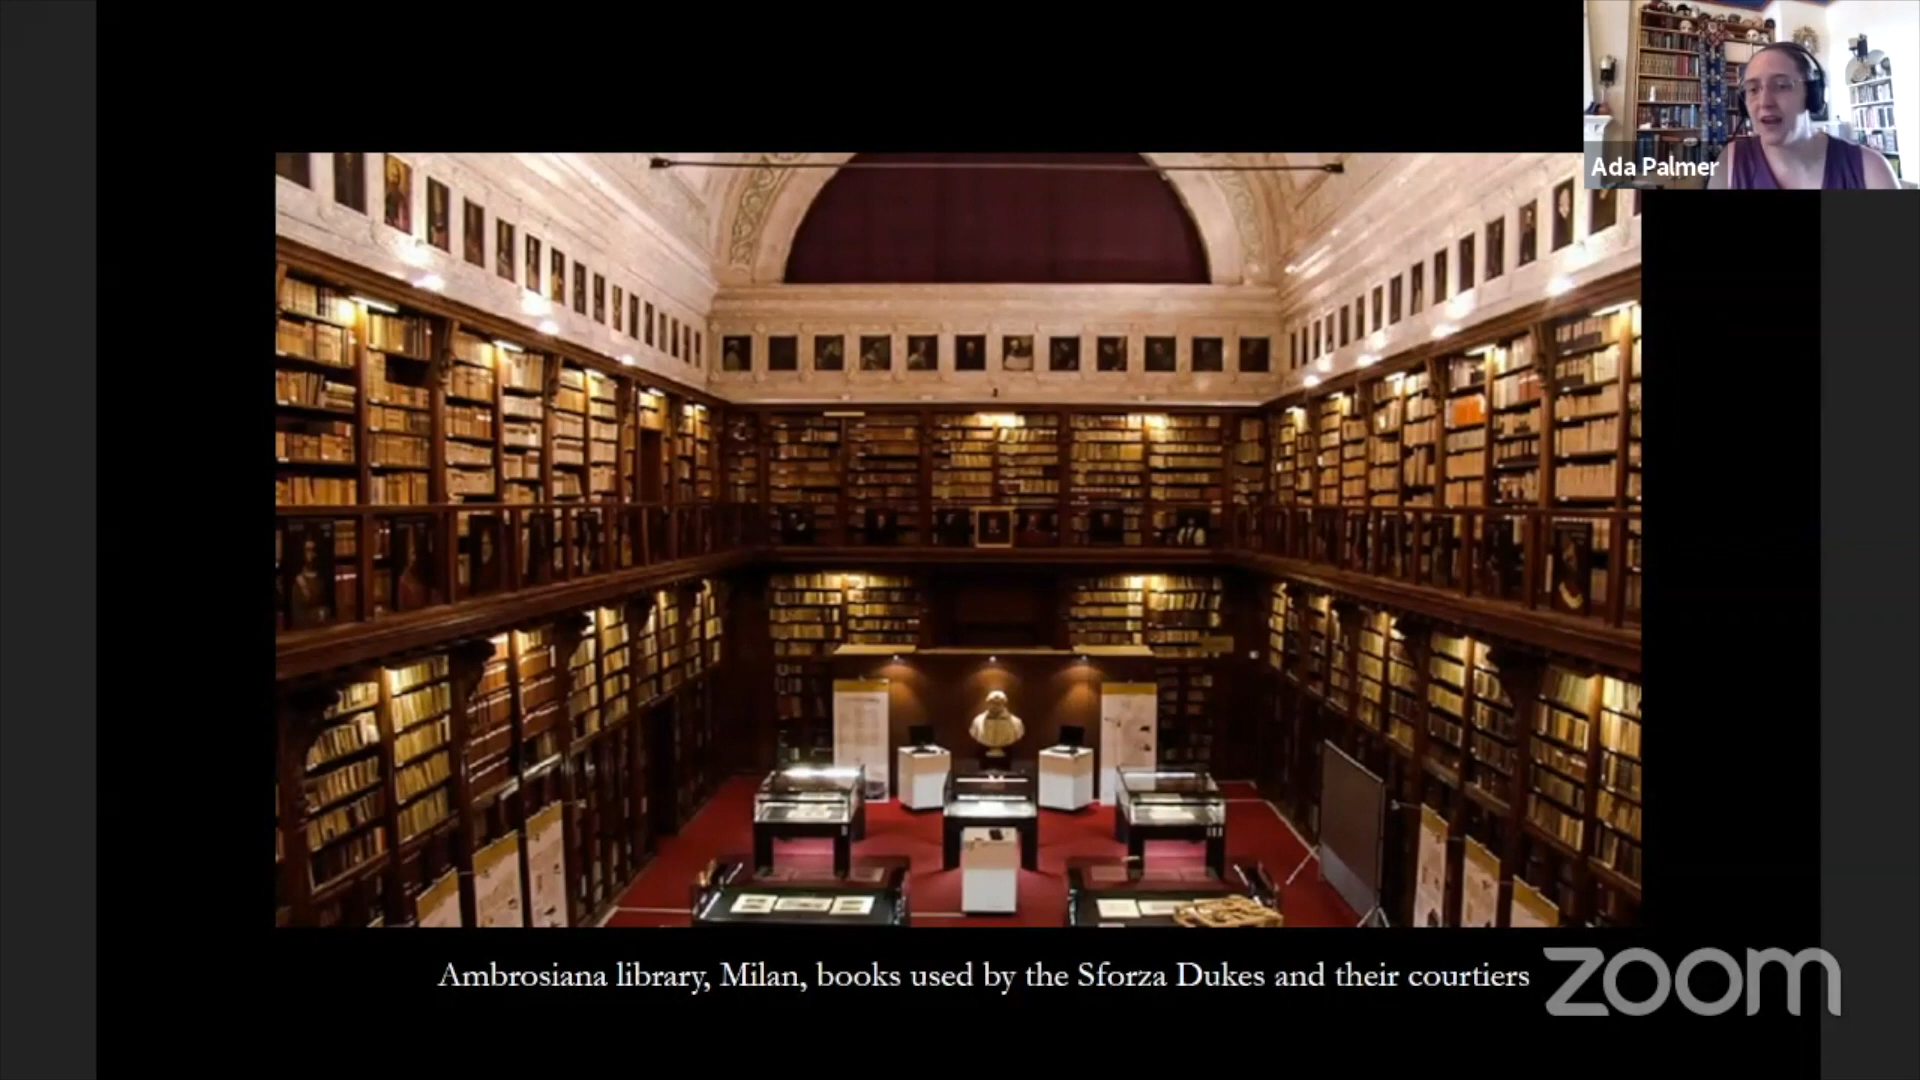 Ada Palmer
Ambrosiana library, Milan, books used by the Sforza Dukes and their courtiers
zoom